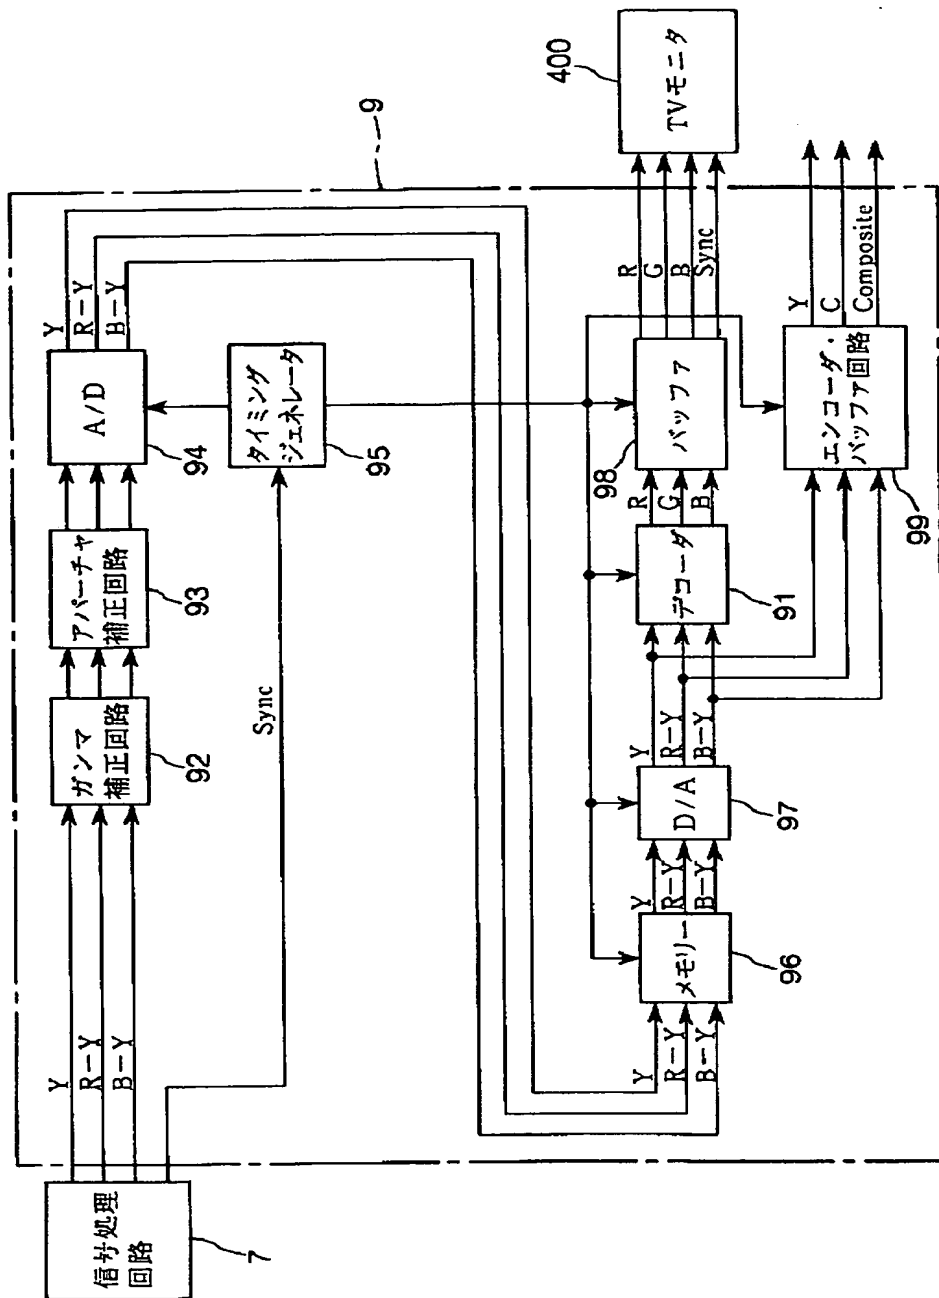 信号処理
回路
7
Y
R-Y
B-Y
Sync
ガンマ
補正回路
92
アパーチャ
補正回路
93
A/D
94
Y
R-Y
B-Y
タイミング
ジェネレータ
95
9
Y
R-Y
B-Y
メモリー
96
Y
R-Y
B-Y
D/A
97
Y
R-Y
B-Y
デコーダ
91
R
G
B
バッファ
98
R
G
B
Sync
TVモニタ
400
エンコーダ・
バッファ回路
99
Y
C
Composite